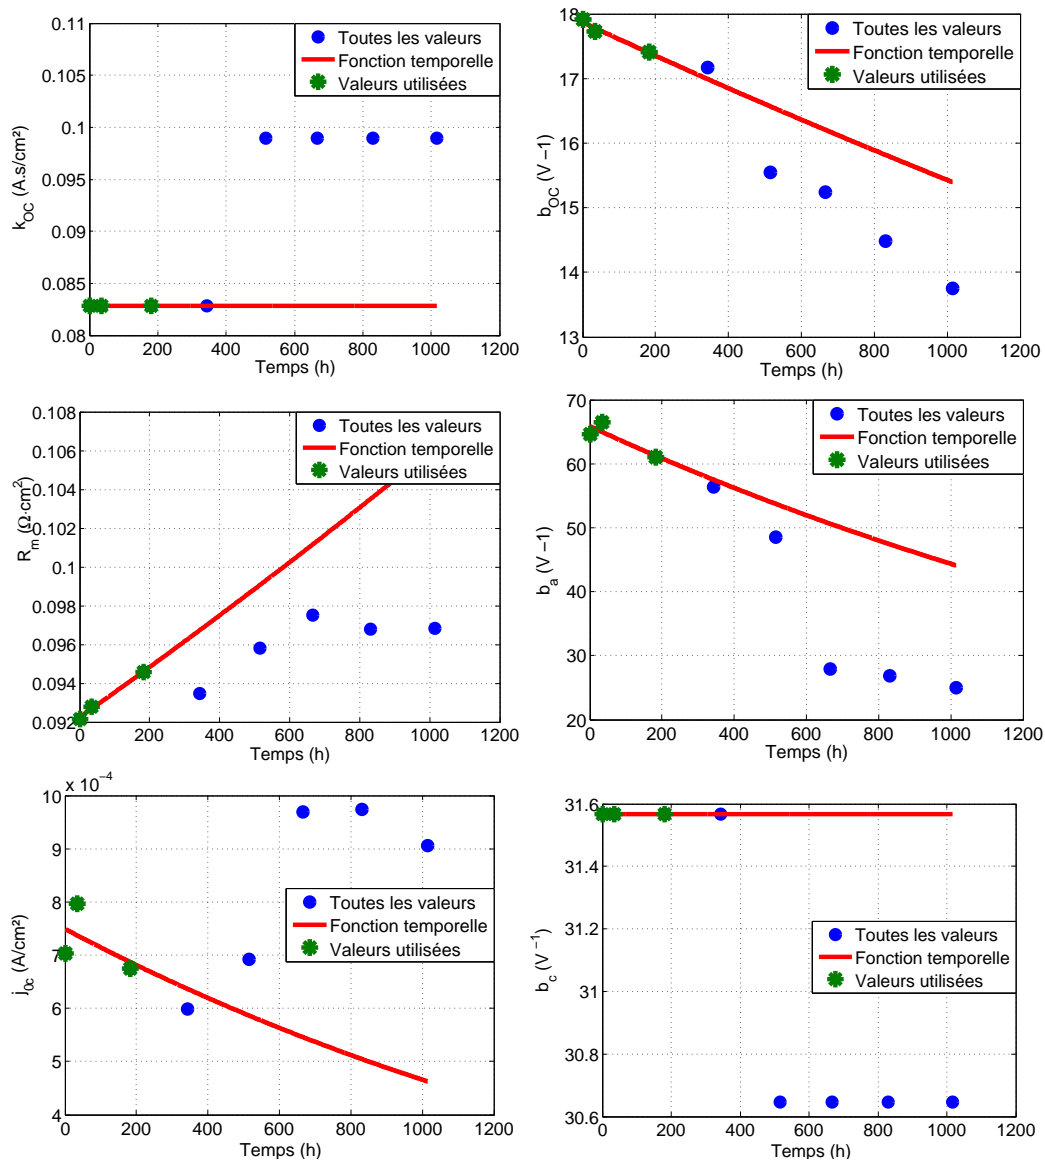 0.11
0.105
0.1
0.095
0.09
0.085
0.08
k_OC (A.s/cm²)
Toutes les valeurs
Fonction temporelle
Valeurs utilisées
0 200 400 600 800 1000 1200
Temps (h)
18
17
16
15
14
13
b_OC (V −1)
Toutes les valeurs
Fonction temporelle
Valeurs utilisées
0 200 400 600 800 1000 1200
Temps (h)
0.108
0.106
0.104
0.102
0.1
0.098
0.096
0.094
0.092
R_m (Ω·cm²)
Toutes les valeurs
Fonction temporelle
Valeurs utilisées
0 200 400 600 800 1000 1200
Temps (h)
70
60
50
40
30
20
b_a (V −1)
Toutes les valeurs
Fonction temporelle
Valeurs utilisées
0 200 400 600 800 1000 1200
Temps (h)
x 10⁻⁴
10
9
8
7
6
5
4
j_0c (A/cm²)
Toutes les valeurs
Fonction temporelle
Valeurs utilisées
0 200 400 600 800 1000 1200
Temps (h)
31.6
31.4
31.2
31
30.8
30.6
b_c (V⁻¹)
Toutes les valeurs
Fonction temporelle
Valeurs utilisées
0 200 400 600 800 1000 1200
Temps (h)